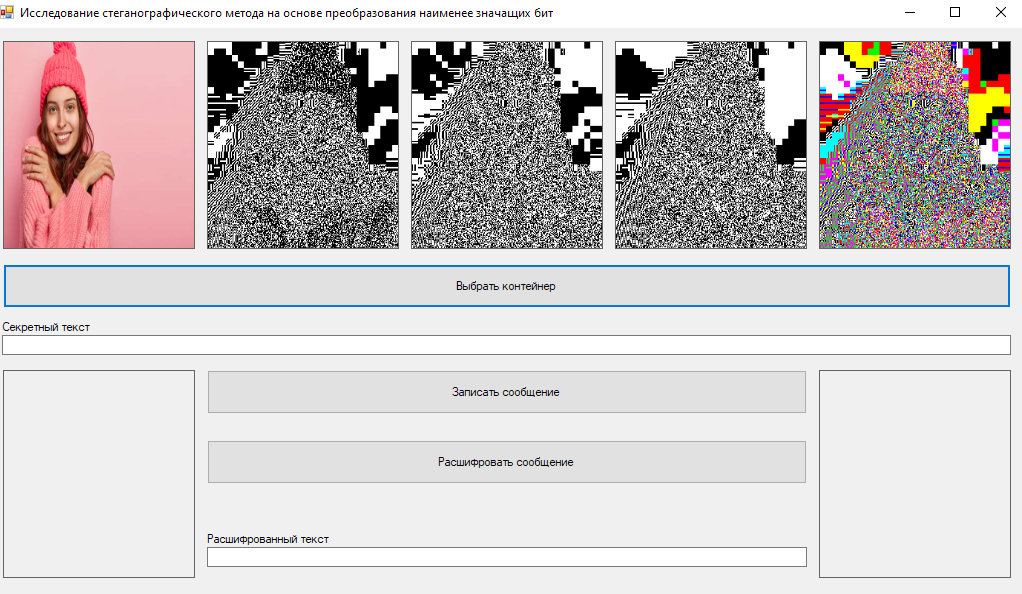 Исследование стеганографического метода на основе преобразования наименее значащих бит
Выбрать контейнер
Секретный текст
Записать сообщение
Расшифровать сообщение
Расшифрованный текст